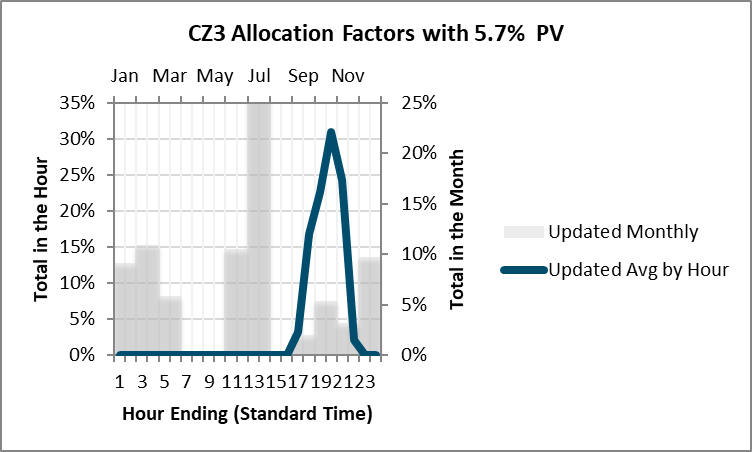 CZ3 Allocation Factors with 5.7% PV
Jan Mar May Jul Sep Nov
35% 25%
30%
20%
25%
20% 15%
15%
10%
10%
5% 5%
0% 0%
1 3 5 7 9 11 13 15 17 19 21 23
Total in the Hour
Total in the Month
Hour Ending (Standard Time)
Updated Monthly
Updated Avg by Hour